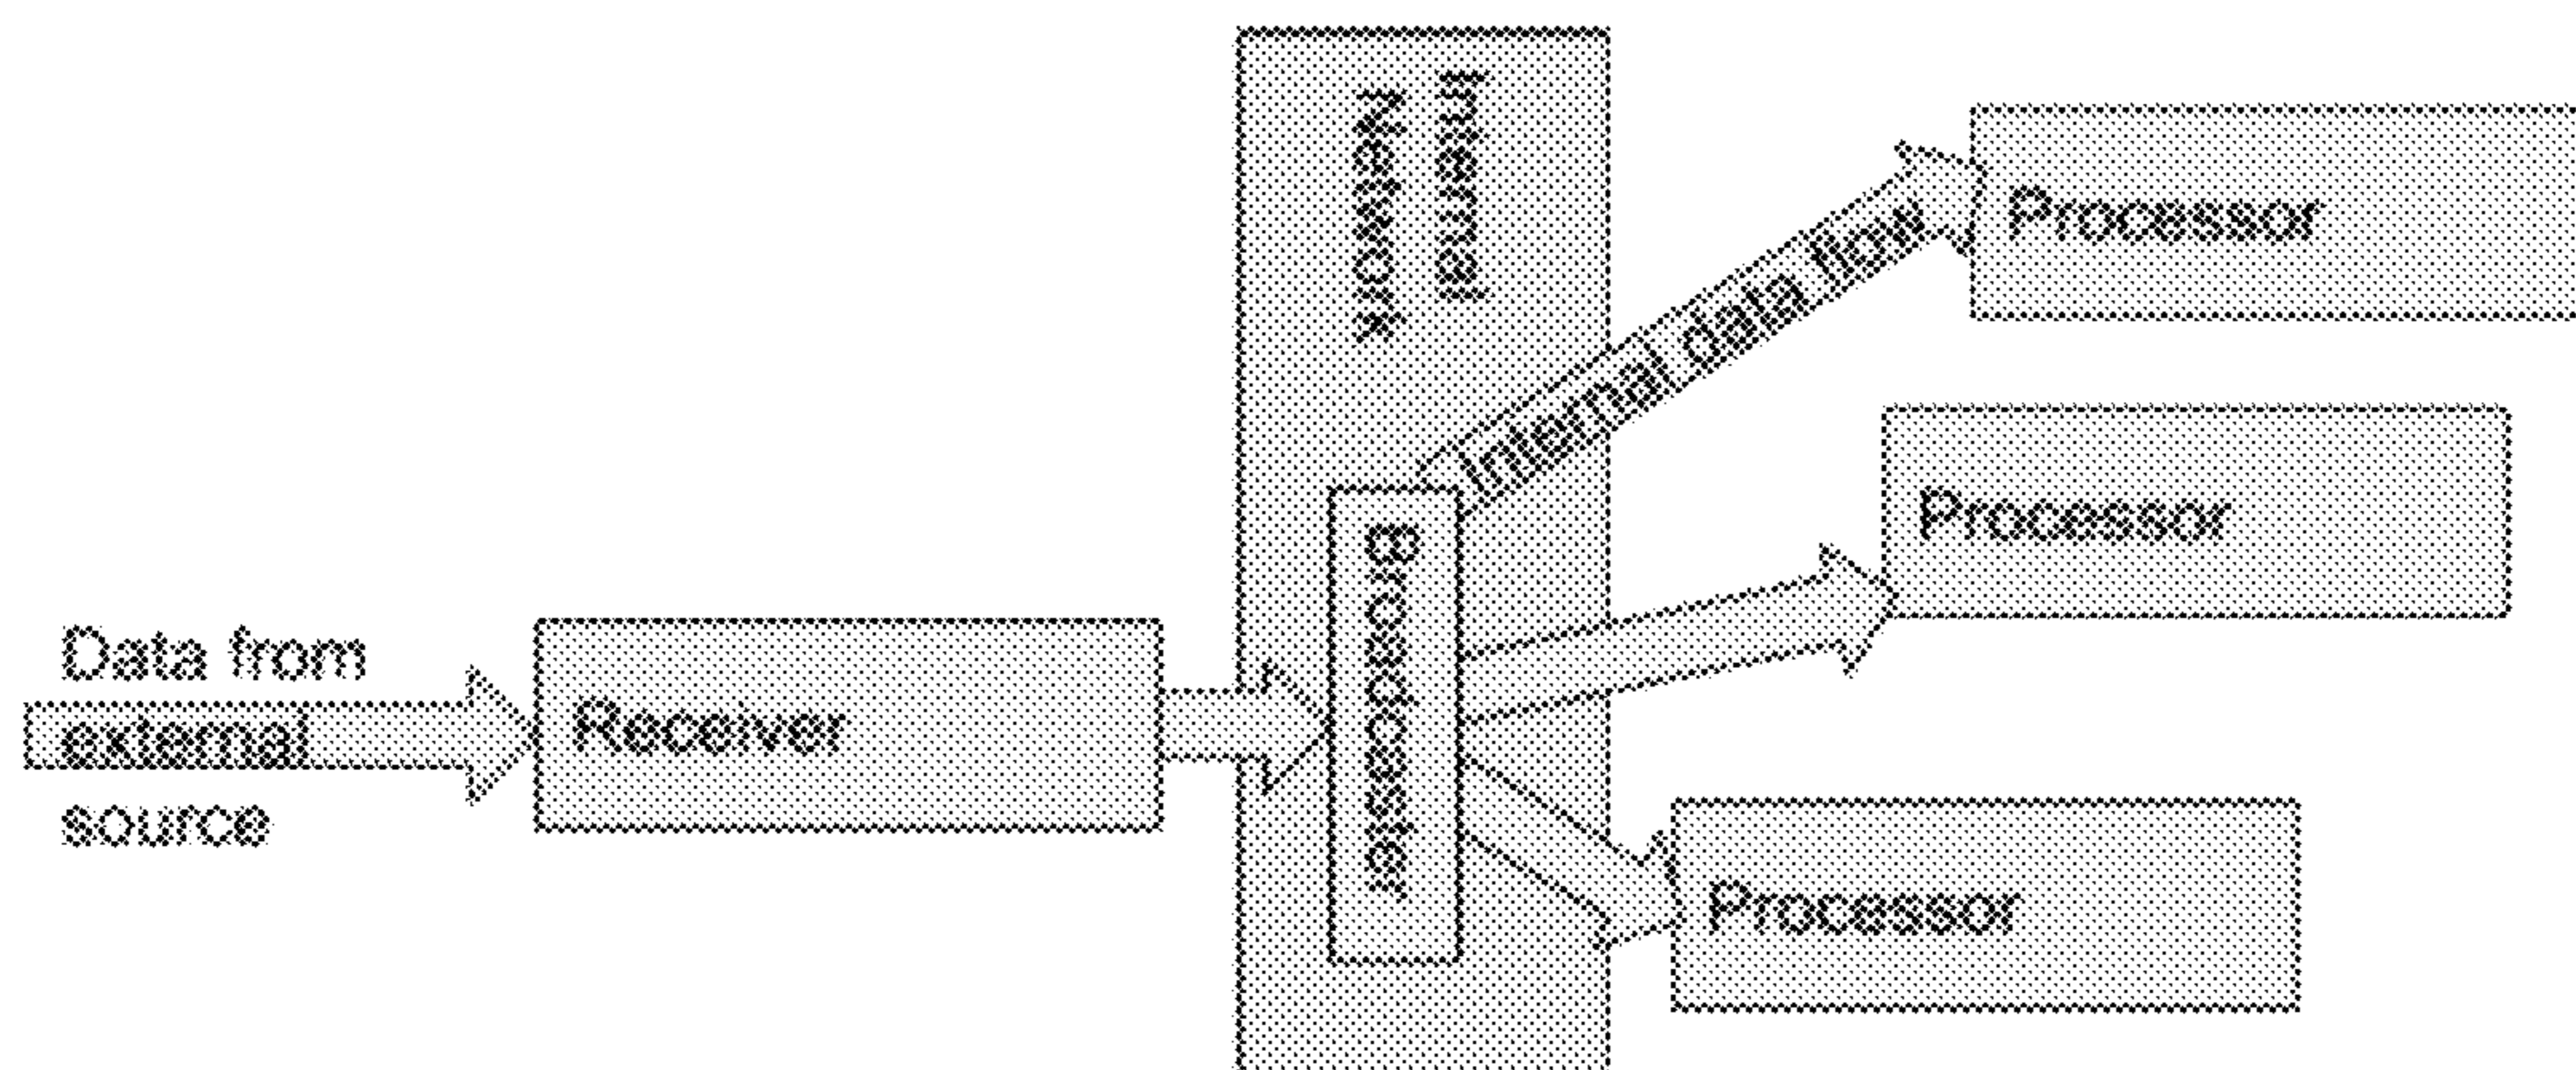 Internal
Network
Internal data flow
Processor
Processor
Broadcaster
Data from
external
source
Receiver
Processor